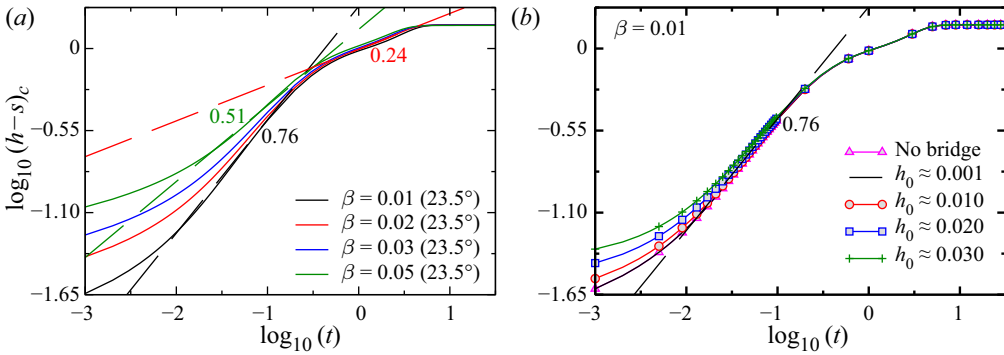 (a)
log10 (h−s)c
0
−0.55
−1.10
−1.65
−3
−2
−1
0
1
log10 (t)
0.24
0.51
0.76
β = 0.01 (23.5°)
β = 0.02 (23.5°)
β = 0.03 (23.5°)
β = 0.05 (23.5°)
(b)
β = 0.01
0
−0.55
−1.10
−1.65
−3
−2
−1
0
1
log10 (t)
0.76
No bridge
h0 ≈ 0.001
h0 ≈ 0.010
h0 ≈ 0.020
h0 ≈ 0.030